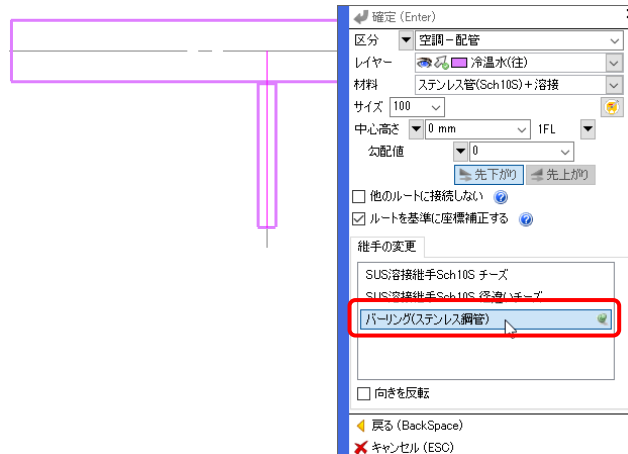 確定 (Enter)
区分 空調－配管
レイヤー 冷温水(往)
材料 ステンレス管(Sch10S)+溶接
サイズ 100
中心高さ 0 mm 1FL
勾配値 0
先下がり 先上がり
他のルートに接続しない
ルートを基準に座標補正する
継手の変更
SUS溶接継手Sch10S チーズ
SUS溶接継手Sch10S 径違いチーズ
バーリング(ステンレス鋼管)
向きを反転
戻る (BackSpace)
キャンセル (ESC)